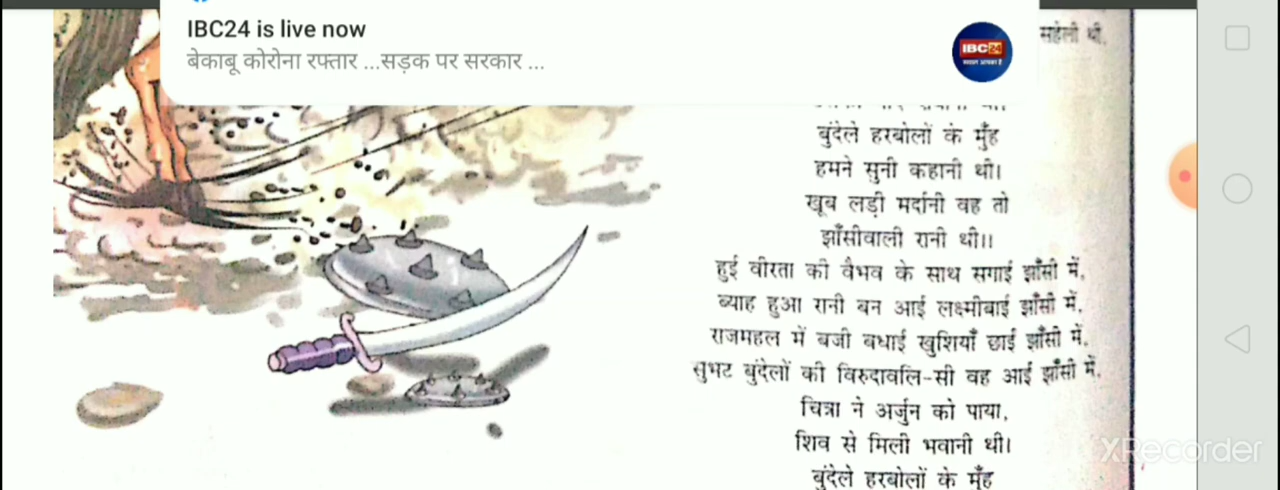 IBC24 is live now
बेकाबू कोरोना रफ्तार ...सड़क पर सरकार ...
IBC24
सहेली थी,
बुंदेले हरबोलों के मुँह
हमने सुनी कहानी थी।
खूब लड़ी मर्दानी वह तो
झाँसीवाली रानी थी।।
हुई वीरता की वैभव के साथ सगाई झाँसी में,
ब्याह हुआ रानी बन आई लक्ष्मीबाई झाँसी में,
राजमहल में बजी बधाई खुशियाँ छाई झाँसी में,
सुभट बुंदेलों की विरुदावलि-सी वह आई झाँसी में,
चित्रा ने अर्जुन को पाया,
शिव से मिली भवानी थी।
बुंदेले हरबोलों के मुँह
XRecorder